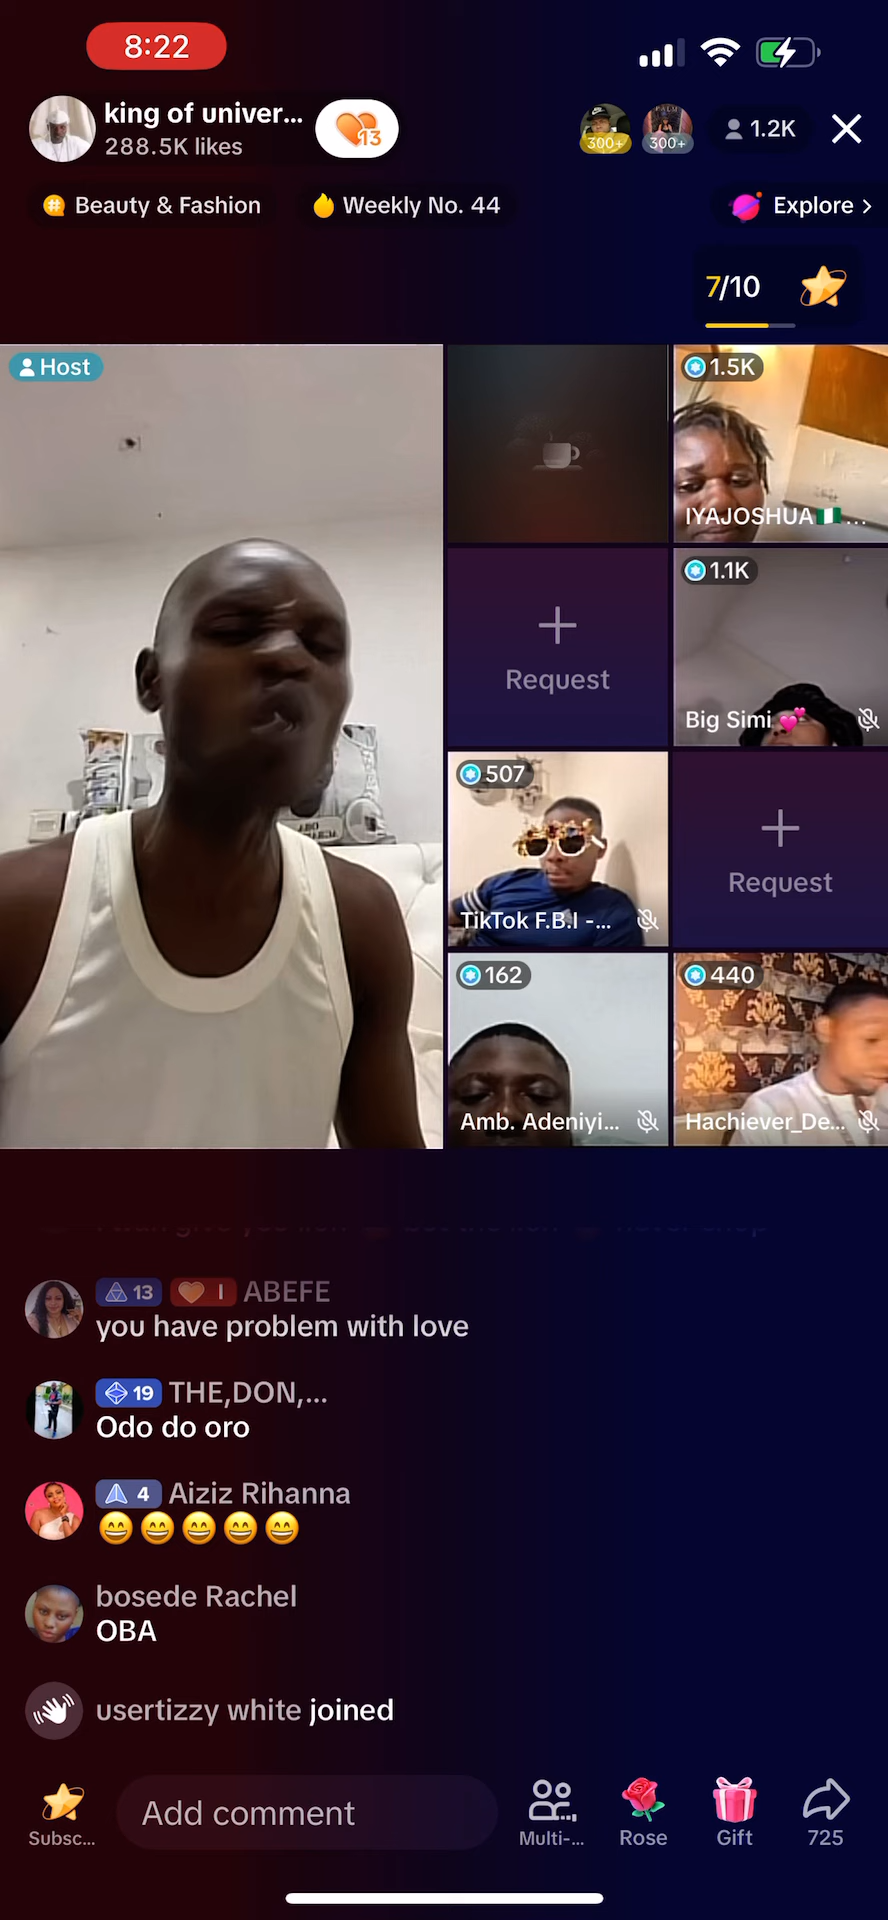 8:22
king of univer...
288.5K likes
13
300+
300+
1.2K
Beauty & Fashion
Weekly No. 44
Explore >
7/10
Host
1.5K
IYAJOSHUA🇳🇬...
Request
1.1K
Big Simi 💕
507
TikTok F.B.I -...
Request
162
Amb. Adeniyi...
440
Hachiever_De...
13 I ABEFE
you have problem with love
19 THE,DON,...
Odo do oro
4 Aiziz Rihanna
😄😄😄😄😄
bosede Rachel
OBA
usertizzy white joined
Subsc...
Add comment
Multi-...
Rose
Gift
725